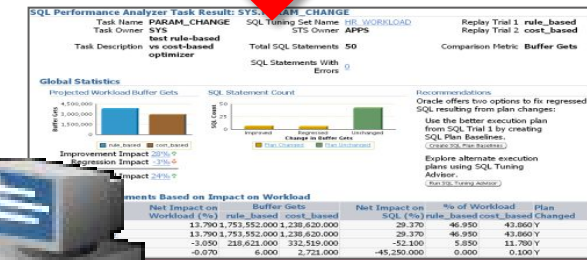 SQL Performance Analyzer Task Result: SYS.PARAM_CHANGE
Task Name PARAM_CHANGE SQL Tuning Set Name HR_WORKLOAD Replay Trial 1 rule_based
Task Owner SYS STS Owner APPS Replay Trial 2 cost_based
Task Description test rule-based vs cost-based optimizer Total SQL Statements 50 Comparison Metric Buffer Gets
SQL Statements With Errors 0
Global Statistics
Projected Workload Buffer Gets
Buffer Gets
4,500,000
3,000,000
1,500,000
0
rule_based cost_based
Improvement Impact 28%
Regression Impact -3%
Impact 24%
SQL Statement Count
SQL Count
50
25
0
Improved Regressed Unchanged
Change in Buffer Gets
Plan Changed Plan Unchanged
Recommendations
Oracle offers two options to fix regressed
SQL resulting from plan changes:
Use the better execution plan
from SQL Trial 1 by creating
SQL Plan Baselines.
Create SQL Plan Baselines
Explore alternate execution
plans using SQL Tuning
Advisor.
Run SQL Tuning Advisor
ments Based on Impact on Workload
Net Impact on Workload (%) Buffer Gets rule_based cost_based Net Impact on SQL (%) % of Workload rule_based cost_based Plan Changed
13.790 1,753,552.000 1,238,620.000 29.370 46.950 43.860 Y
13.790 1,753,552.000 1,238,620.000 29.370 46.950 43.860 Y
-3.050 218,621.000 332,519.000 -52.100 5.850 11.780 Y
-0.070 6.000 2,721.000 -45,250.000 0.000 0.100 Y